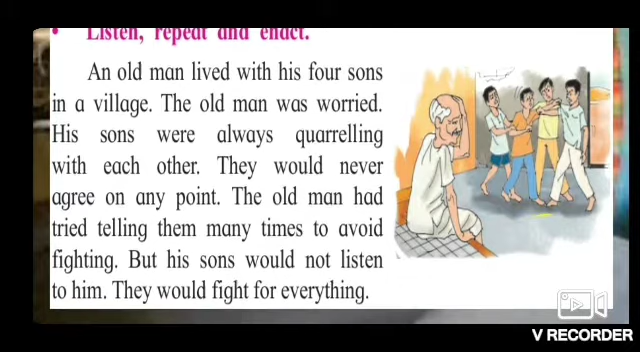 • Listen, repeat and enact.
An old man lived with his four sons
in a village. The old man was worried.
His sons were always quarrelling
with each other. They would never
agree on any point. The old man had
tried telling them many times to avoid
fighting. But his sons would not listen
to him. They would fight for everything.
V RECORDER